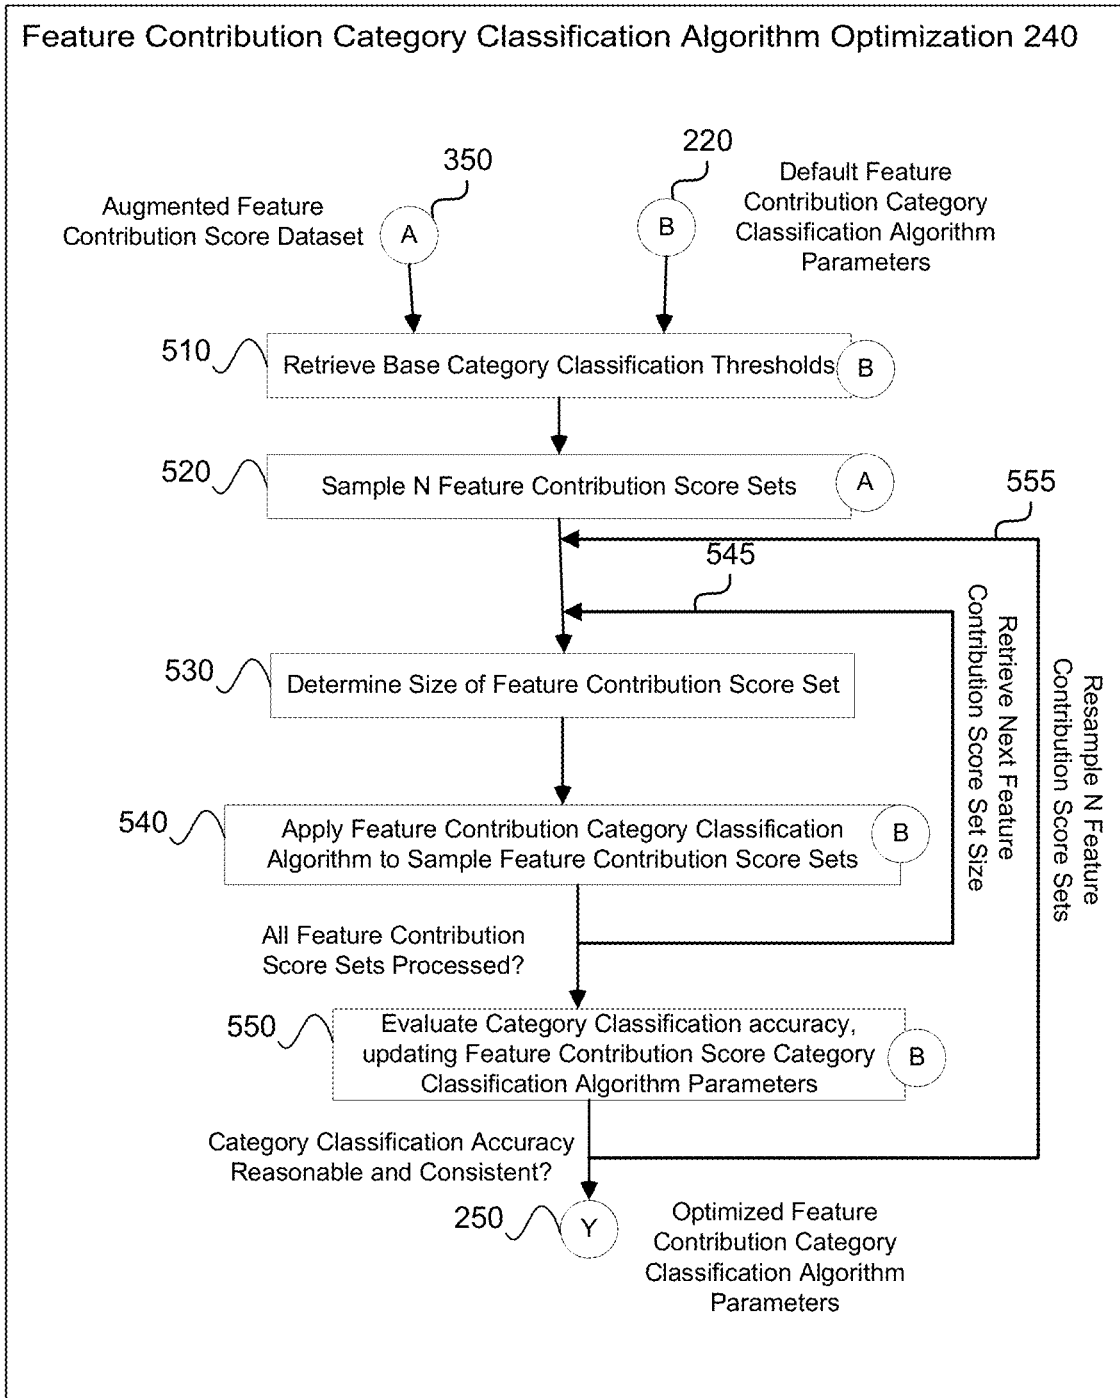 Feature Contribution Category Classification Algorithm Optimization 240
350
220
Augmented Feature
Contribution Score Dataset
A
B
Default Feature
Contribution Category
Classification Algorithm
Parameters
510
Retrieve Base Category Classification Thresholds
B
520
Sample N Feature Contribution Score Sets
A
555
545
530
Determine Size of Feature Contribution Score Set
Retrieve Next Feature
Contribution Score Set Size
Resample N Feature
Contribution Score Sets
540
Apply Feature Contribution Category Classification
Algorithm to Sample Feature Contribution Score Sets
B
All Feature Contribution
Score Sets Processed?
550
Evaluate Category Classification accuracy,
updating Feature Contribution Score Category
Classification Algorithm Parameters
B
Category Classification Accuracy
Reasonable and Consistent?
250
Y
Optimized Feature
Contribution Category
Classification Algorithm
Parameters